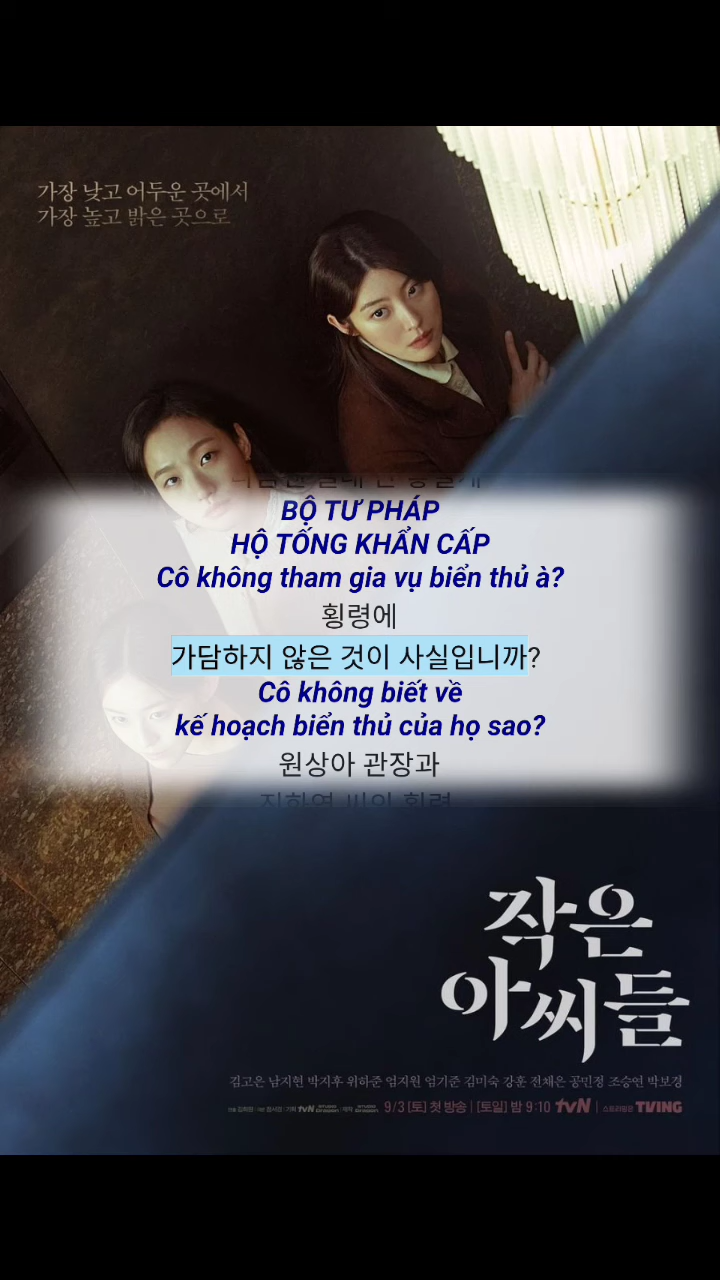 가장 낮고 어두운 곳에서
가장 높고 밝은 곳으로
BỘ TƯ PHÁP
HỘ TỐNG KHẨN CẤP
Cô không tham gia vụ biển thủ à?
횡령에
가담하지 않은 것이 사실입니까?
Cô không biết về
kế hoạch biển thủ của họ sao?
원상아 관장과
작은
아씨들
김고은 남지현 박지후 위하준 엄지원 엄기준 김미숙 강훈 전채은 공민정 조승연 박보경
9/3 [토] 첫 방송 | [토일] 밤 9:10 tvN | 스트리밍은 TVING